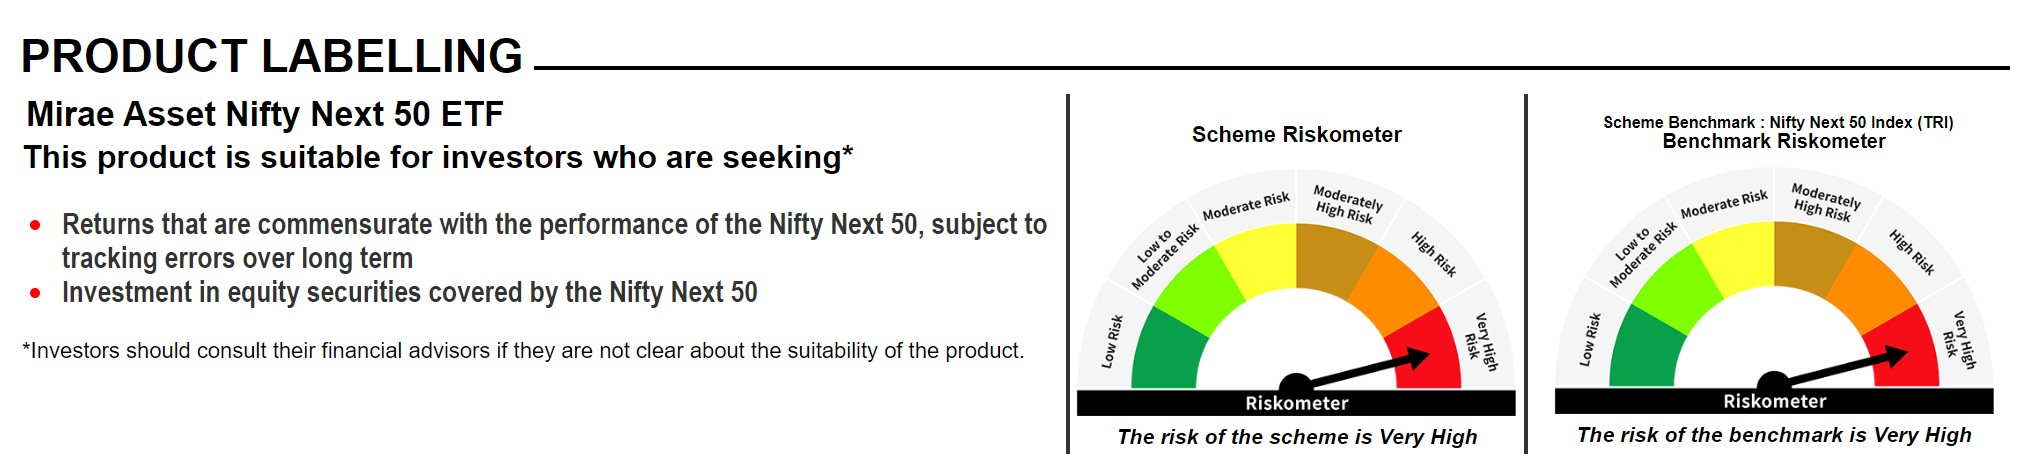 PRODUCT LABELLING
Mirae Asset Nifty Next 50 ETF
This product is suitable for investors who are seeking*
Returns that are commensurate with the performance of the Nifty Next 50, subject to
tracking errors over long term
Investment in equity securities covered by the Nifty Next 50
*Investors should consult their financial advisors if they are not clear about the suitability of the product.
Scheme Riskometer
Low Risk
Low to
Moderate Risk
Moderate Risk
Moderately
High Risk
High Risk
Very High
Risk
Riskometer
The risk of the scheme is Very High
Scheme Benchmark : Nifty Next 50 Index (TRI)
Benchmark Riskometer
Low Risk
Low to
Moderate Risk
Moderate Risk
Moderately
High Risk
High Risk
Very High
Risk
Riskometer
The risk of the benchmark is Very High